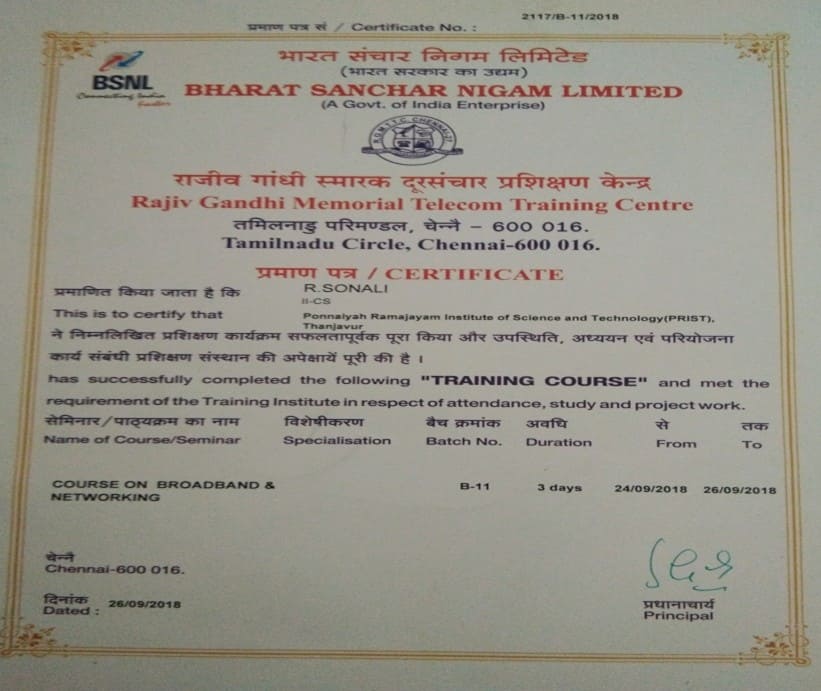 प्रमाण पत्र सं / Certificate No. : 2117/B-11/2018
भारत संचार निगम लिमिटेड
(भारत सरकार का उद्यम)
BSNL
Connecting India
BHARAT SANCHAR NIGAM LIMITED
(A Govt. of India Enterprise)
R.G.M.T.T.C. CHENNAI
राजीव गांधी स्मारक दूरसंचार प्रशिक्षण केन्द्र
Rajiv Gandhi Memorial Telecom Training Centre
तमिलनाडु परिमण्डल, चेन्नै – 600 016.
Tamilnadu Circle, Chennai-600 016.
प्रमाण पत्र / CERTIFICATE
प्रमाणित किया जाता है कि R.SONALI
II-CS
This is to certify that Ponnaiyah Ramajayam Institute of Science and Technology(PRIST),
Thanjavur
ने निम्नलिखित प्रशिक्षण कार्यक्रम सफलतापूर्वक पूरा किया और उपस्थिति, अध्ययन एवं परियोजना
कार्य संबंधी प्रशिक्षण संस्थान की अपेक्षायें पूरी की है ।
has successfully completed the following "TRAINING COURSE" and met the
requirement of the Training Institute in respect of attendance, study and project work.
सेमिनार/पाठ्यक्रम का नाम विशेषीकरण बैच क्रमांक अवधि से तक
Name of Course/Seminar Specialisation Batch No. Duration From To
COURSE ON BROADBAND & B-11 3 days 24/09/2018 26/09/2018
NETWORKING
चेन्नै
Chennai-600 016.
दिनांक
Dated : 26/09/2018
प्रधानाचार्य
Principal